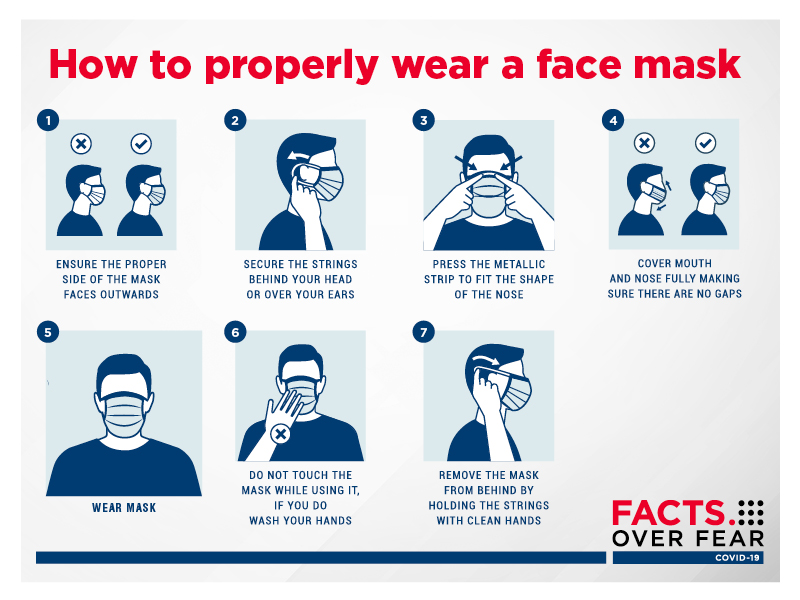 How to properly wear a face mask
1
ENSURE THE PROPER
SIDE OF THE MASK
FACES OUTWARDS
2
SECURE THE STRINGS
BEHIND YOUR HEAD
OR OVER YOUR EARS
3
PRESS THE METALLIC
STRIP TO FIT THE SHAPE
OF THE NOSE
4
COVER MOUTH
AND NOSE FULLY MAKING
SURE THERE ARE NO GAPS
5
WEAR MASK
6
DO NOT TOUCH THE
MASK WHILE USING IT,
IF YOU DO
WASH YOUR HANDS
7
REMOVE THE MASK
FROM BEHIND BY
HOLDING THE STRINGS
WITH CLEAN HANDS
FACTS.
OVER FEAR
COVID-19